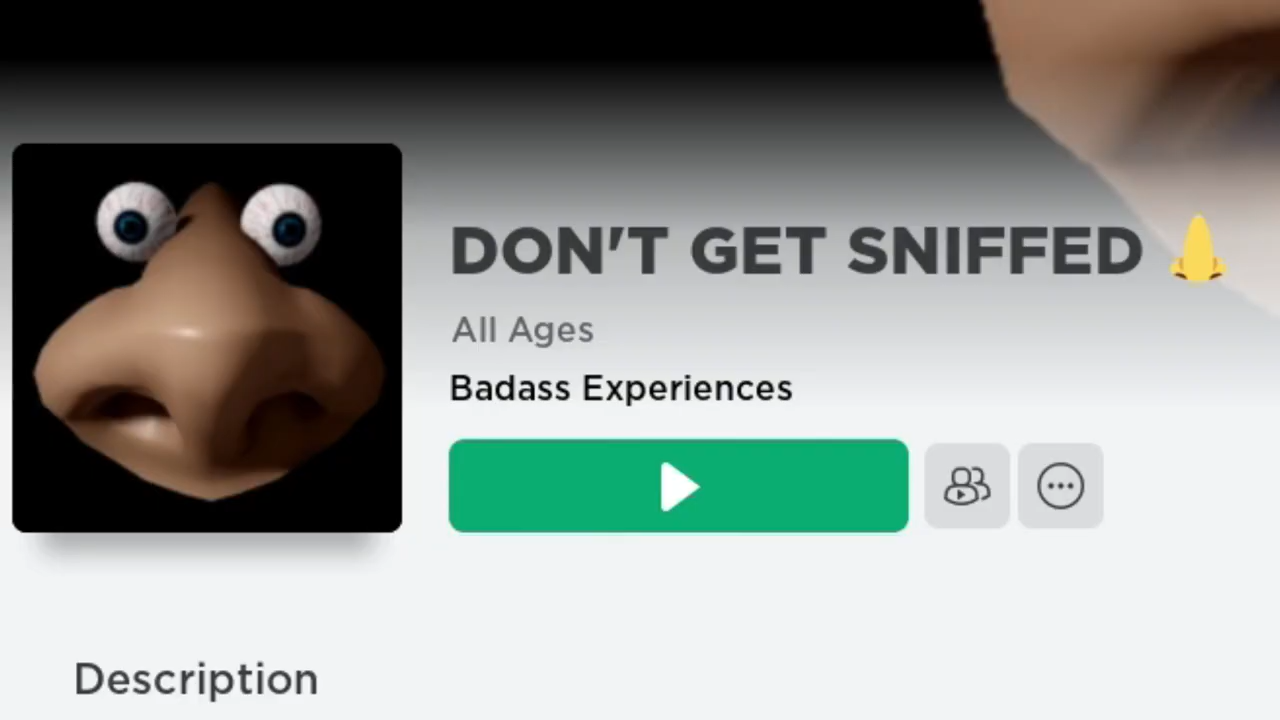 DON'T GET SNIFFED 👃
All Ages
Badass Experiences
Description